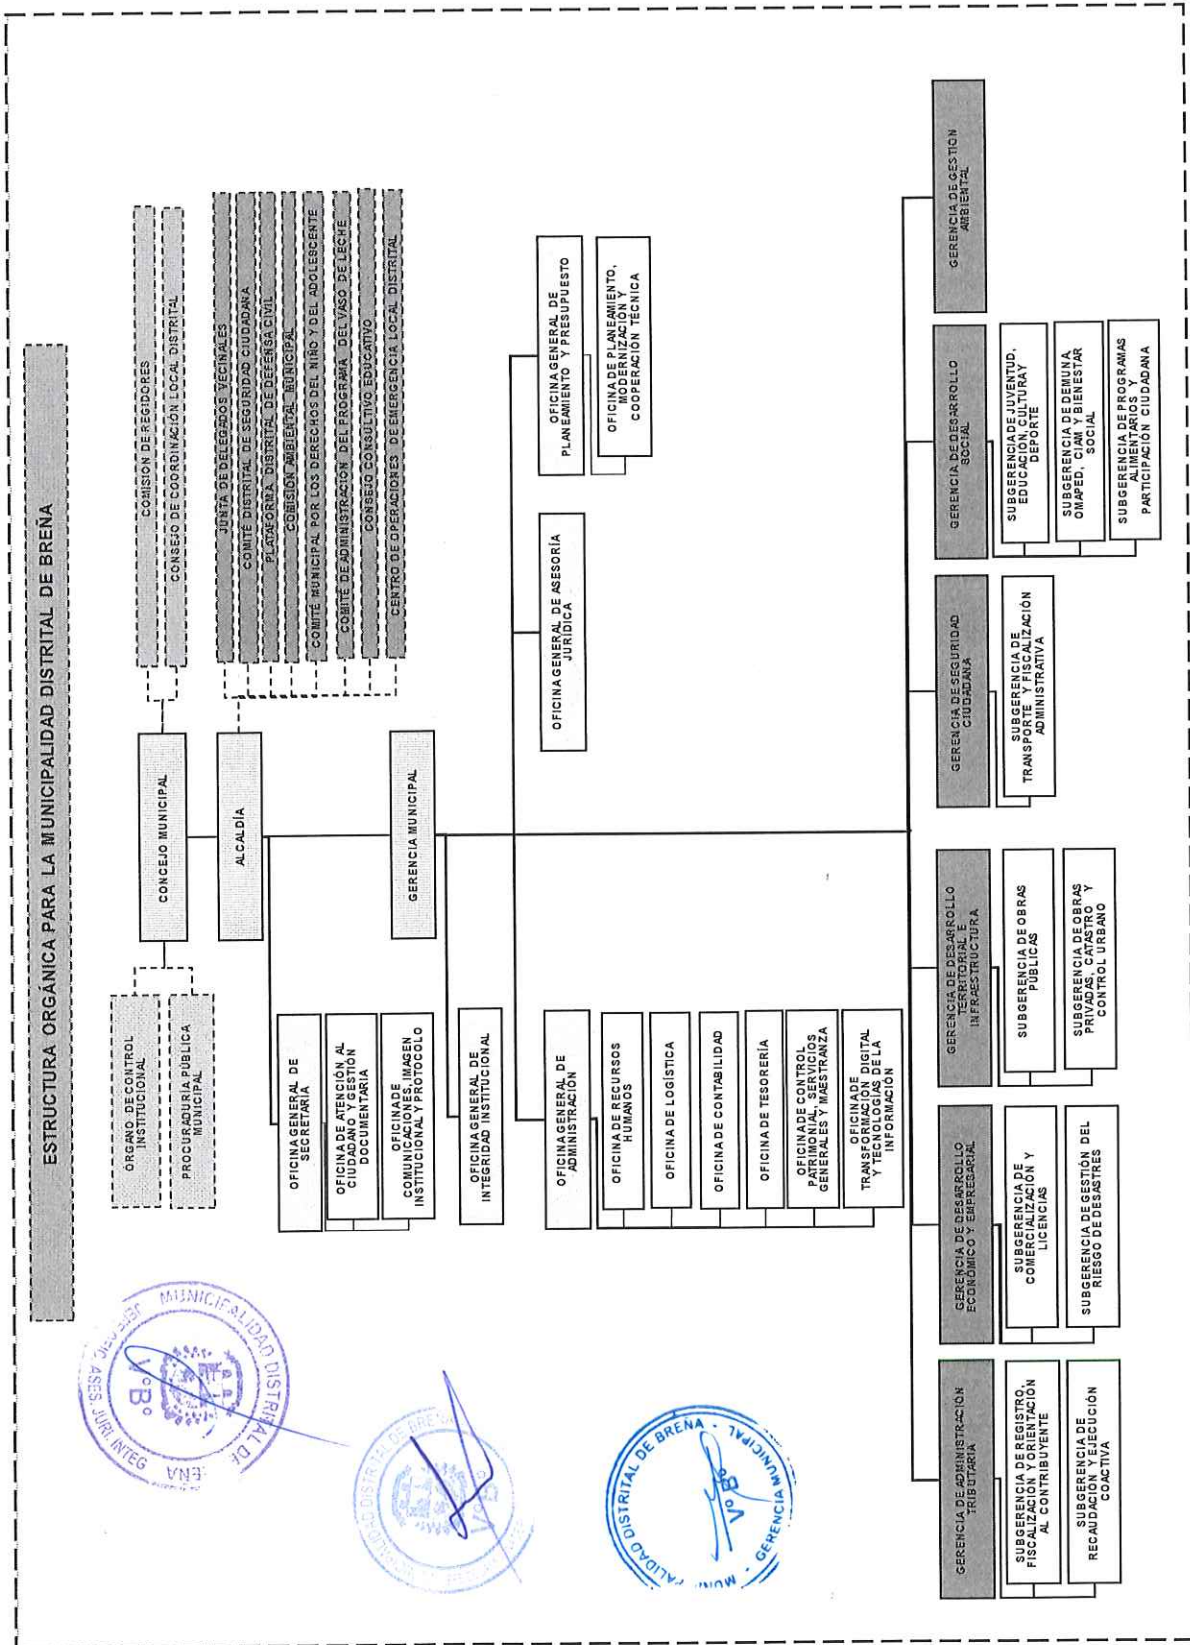 ESTRUCTURA ORGÁNICA PARA LA MUNICIPALIDAD DISTRITAL DE BREÑA
ÓRGANO DE CONTROL
INSTITUCIONAL
PROCURADURÍA PÚBLICA
MUNICIPAL
CONCEJO MUNICIPAL
COMISION DE REGIDORES
CONSEJO DE COORDINACIÓN LOCAL DISTRITAL
ALCALDÍA
JUNTA DE DELEGADOS VECINALES
COMITÉ DISTRITAL DE SEGURIDAD CIUDADANA
PLATAFORMA DISTRITAL DE DEFENSA CIVIL
COMISIÓN AMBIENTAL MUNICIPAL
COMITÉ MUNICIPAL POR LOS DERECHOS DEL NIÑO Y DEL ADOLESCENTE
COMITÉ DE ADMINISTRACIÓN DEL PROGRAMA DEL VASO DE LECHE
CONSEJO CONSULTIVO EDUCATIVO
CENTRO DE OPERACIONES DE EMERGENCIA LOCAL DISTRITAL
OFICINA GENERAL DE
SECRETARÍA
OFICINA DE ATENCIÓN AL
CIUDADANO Y GESTIÓN
DOCUMENTARIA
OFICINA DE
COMUNICACIONES, IMAGEN
INSTITUCIONAL Y PROTOCOLO
GERENCIA MUNICIPAL
OFICINA GENERAL DE
INTEGRIDAD INSTITUCIONAL
OFICINA GENERAL DE
ADMINISTRACIÓN
OFICINA DE RECURSOS
HUMANOS
OFICINA DE LOGÍSTICA
OFICINA DE CONTABILIDAD
OFICINA DE TESORERÍA
OFICINA DE CONTROL
PATRIMONIAL, SERVICIOS
GENERALES Y MAESTRANZA
OFICINA DE
TRANSFORMACIÓN DIGITAL
Y TECNOLOGÍAS DE LA
INFORMACIÓN
OFICINA GENERAL DE ASESORÍA
JURÍDICA
OFICINA GENERAL DE
PLANEAMIENTO Y PRESUPUESTO
OFICINA DE PLANEAMIENTO,
MODERNIZACIÓN Y
COOPERACIÓN TÉCNICA
GERENCIA DE ADMINISTRACIÓN
TRIBUTARIA
SUBGERENCIA DE REGISTRO,
FISCALIZACIÓN Y ORIENTACIÓN
AL CONTRIBUYENTE
SUBGERENCIA DE
RECAUDACIÓN Y EJECUCIÓN
COACTIVA
GERENCIA DE DESARROLLO
ECONÓMICO Y EMPRESARIAL
SUBGERENCIA DE
COMERCIALIZACIÓN Y
LICENCIAS
SUBGERENCIA DE GESTIÓN DEL
RIESGO DE DESASTRES
GERENCIA DE DESARROLLO
TERRITORIAL E
INFRAESTRUCTURA
SUBGERENCIA DE OBRAS
PÚBLICAS
SUBGERENCIA DE OBRAS
PRIVADAS, CATASTRO Y
CONTROL URBANO
GERENCIA DE SEGURIDAD
CIUDADANA
SUBGERENCIA DE
TRANSPORTE Y FISCALIZACIÓN
ADMINISTRATIVA
GERENCIA DE DESARROLLO
SOCIAL
SUBGERENCIA DE JUVENTUD,
EDUCACIÓN, CULTURA Y
DEPORTE
SUBGERENCIA DE DEMUNA,
OMAPED, CIAM Y BIENESTAR
SOCIAL
SUBGERENCIA DE PROGRAMAS
ALIMENTARIOS Y
PARTICIPACIÓN CIUDADANA
GERENCIA DE GESTIÓN
AMBIENTAL
MUNICIPALIDAD DISTRITAL DE
ASES. JURI. INTEG
V°B°
DISTRITAL DE BREÑA
V°B°
DISTRITAL DE BREÑA -
GERENCIA MUNICIPAL
V°B°